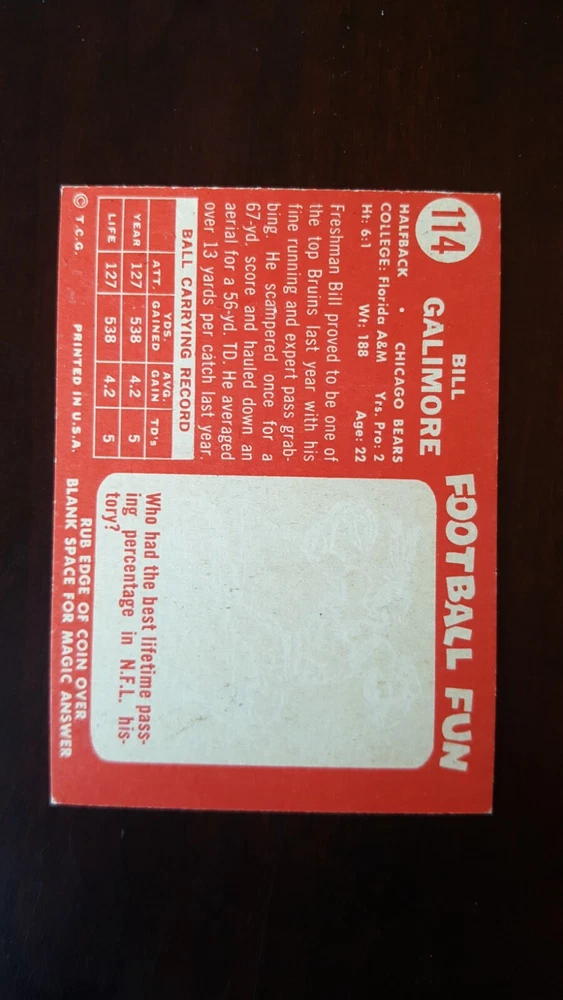 114
BILL
GALIMORE
HALFBACK • CHICAGO BEARS
COLLEGE: Florida A&M Yrs. Pro: 2
Ht: 6:1 Wt: 188 Age: 22
Freshman Bill proved to be one of
the top Bruins last year with his
fine running and expert pass grab-
bing. He scampered once for a
67-yd. score and hauled down an
aerial for a 56-yd. TD. He averaged
over 13 yards per catch last year.
BALL CARRYING RECORD
ATT. YDS. GAINED AVG. GAIN TD's
YEAR 127 538 4.2 5
LIFE 127 538 4.2 5
© T.C.G. PRINTED IN U.S.A.
FOOTBALL FUN
Who had the best lifetime pass-
ing percentage in N.F.L. his-
tory?
RUB EDGE OF COIN OVER
BLANK SPACE FOR MAGIC ANSWER